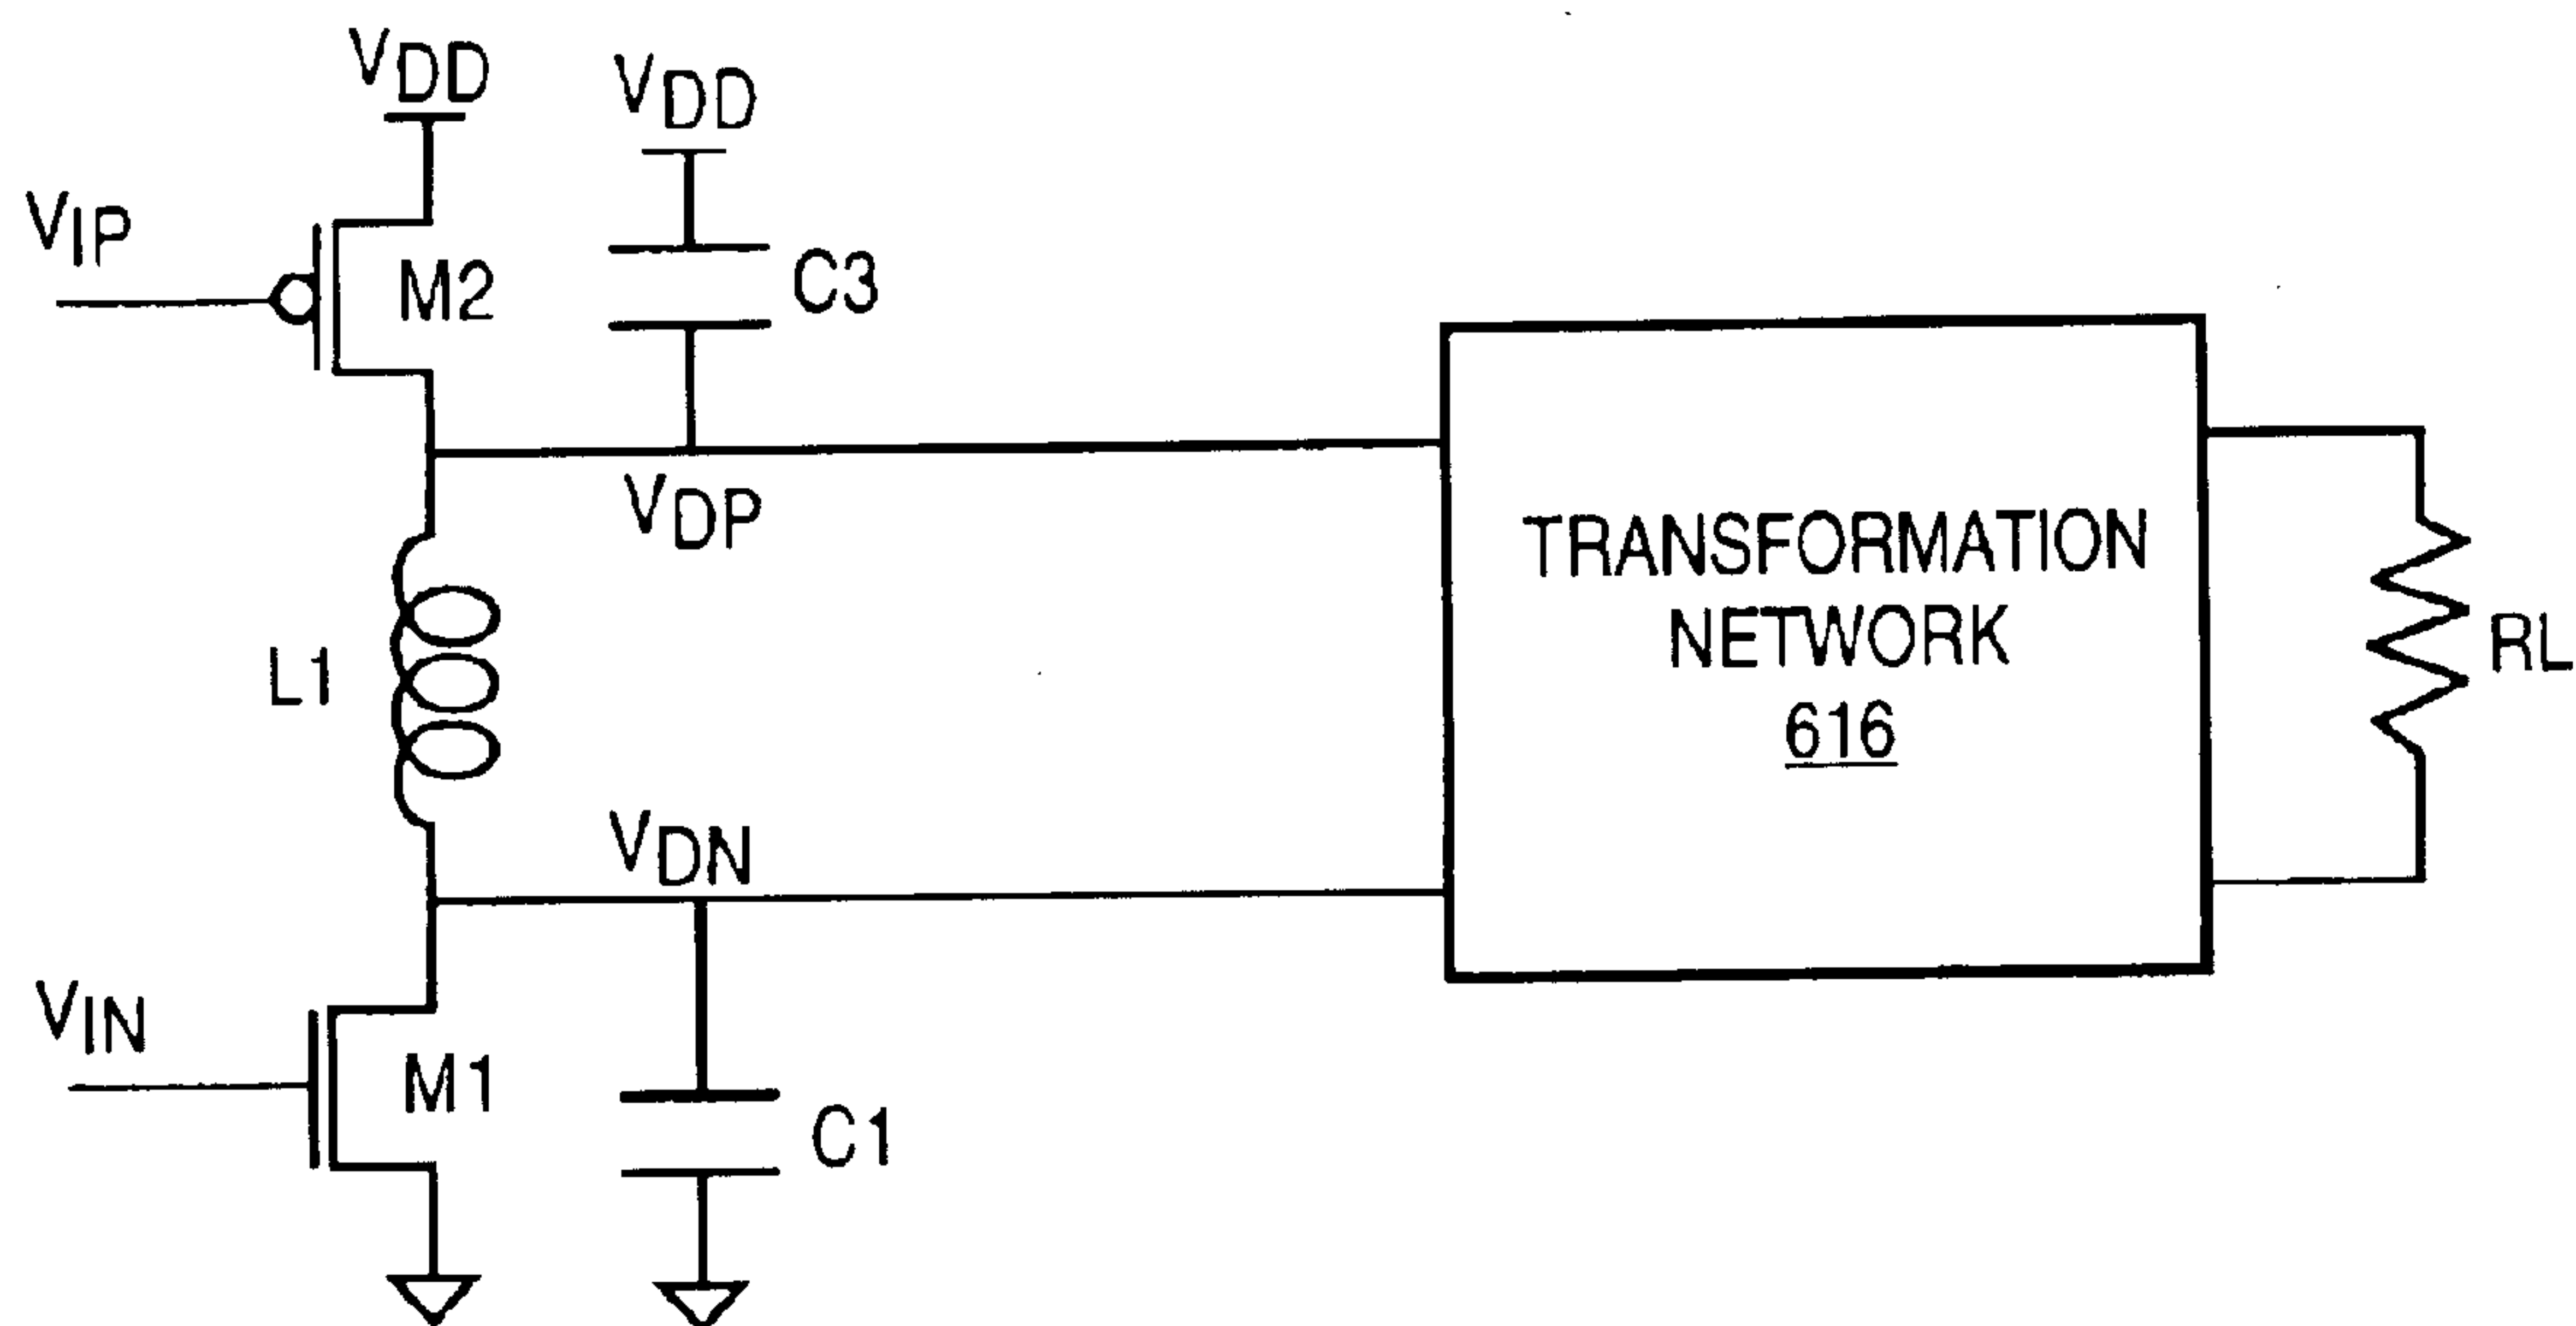 VDD
VDD
VIP
M2
C3
VDP
TRANSFORMATION
NETWORK
616
RL
L1
VDN
VIN
M1
C1